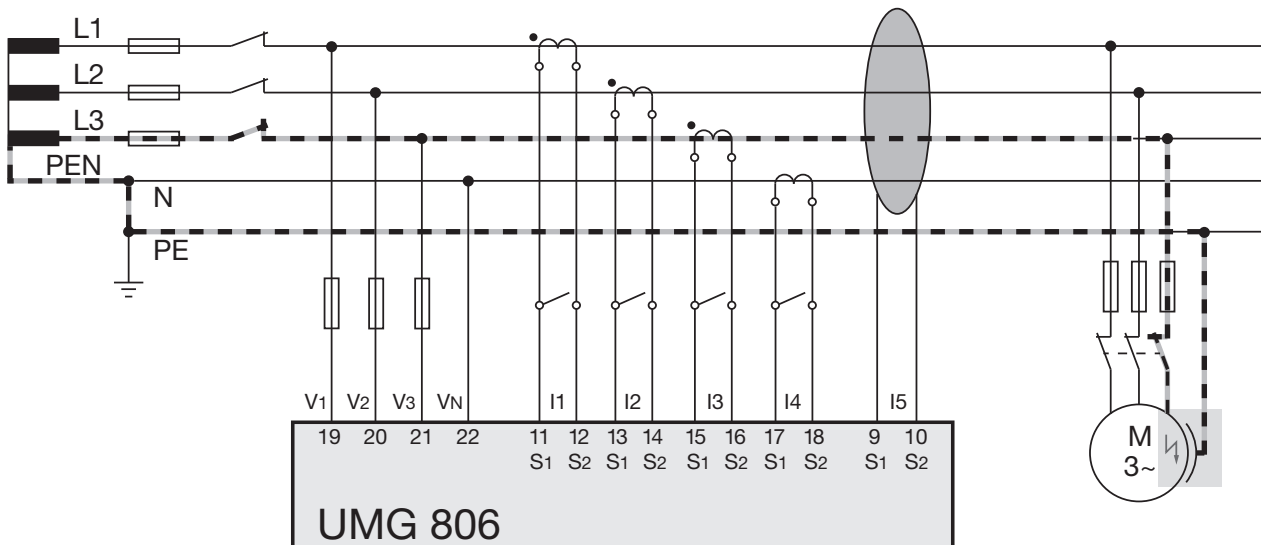 L1
L2
L3
PEN
N
PE
V1 V2 V3 VN I1 I2 I3 I4 I5
19 20 21 22 11 12 13 14 15 16 17 18 9 10
S1 S2 S1 S2 S1 S2 S1 S2 S1 S2
M
3~
UMG 806